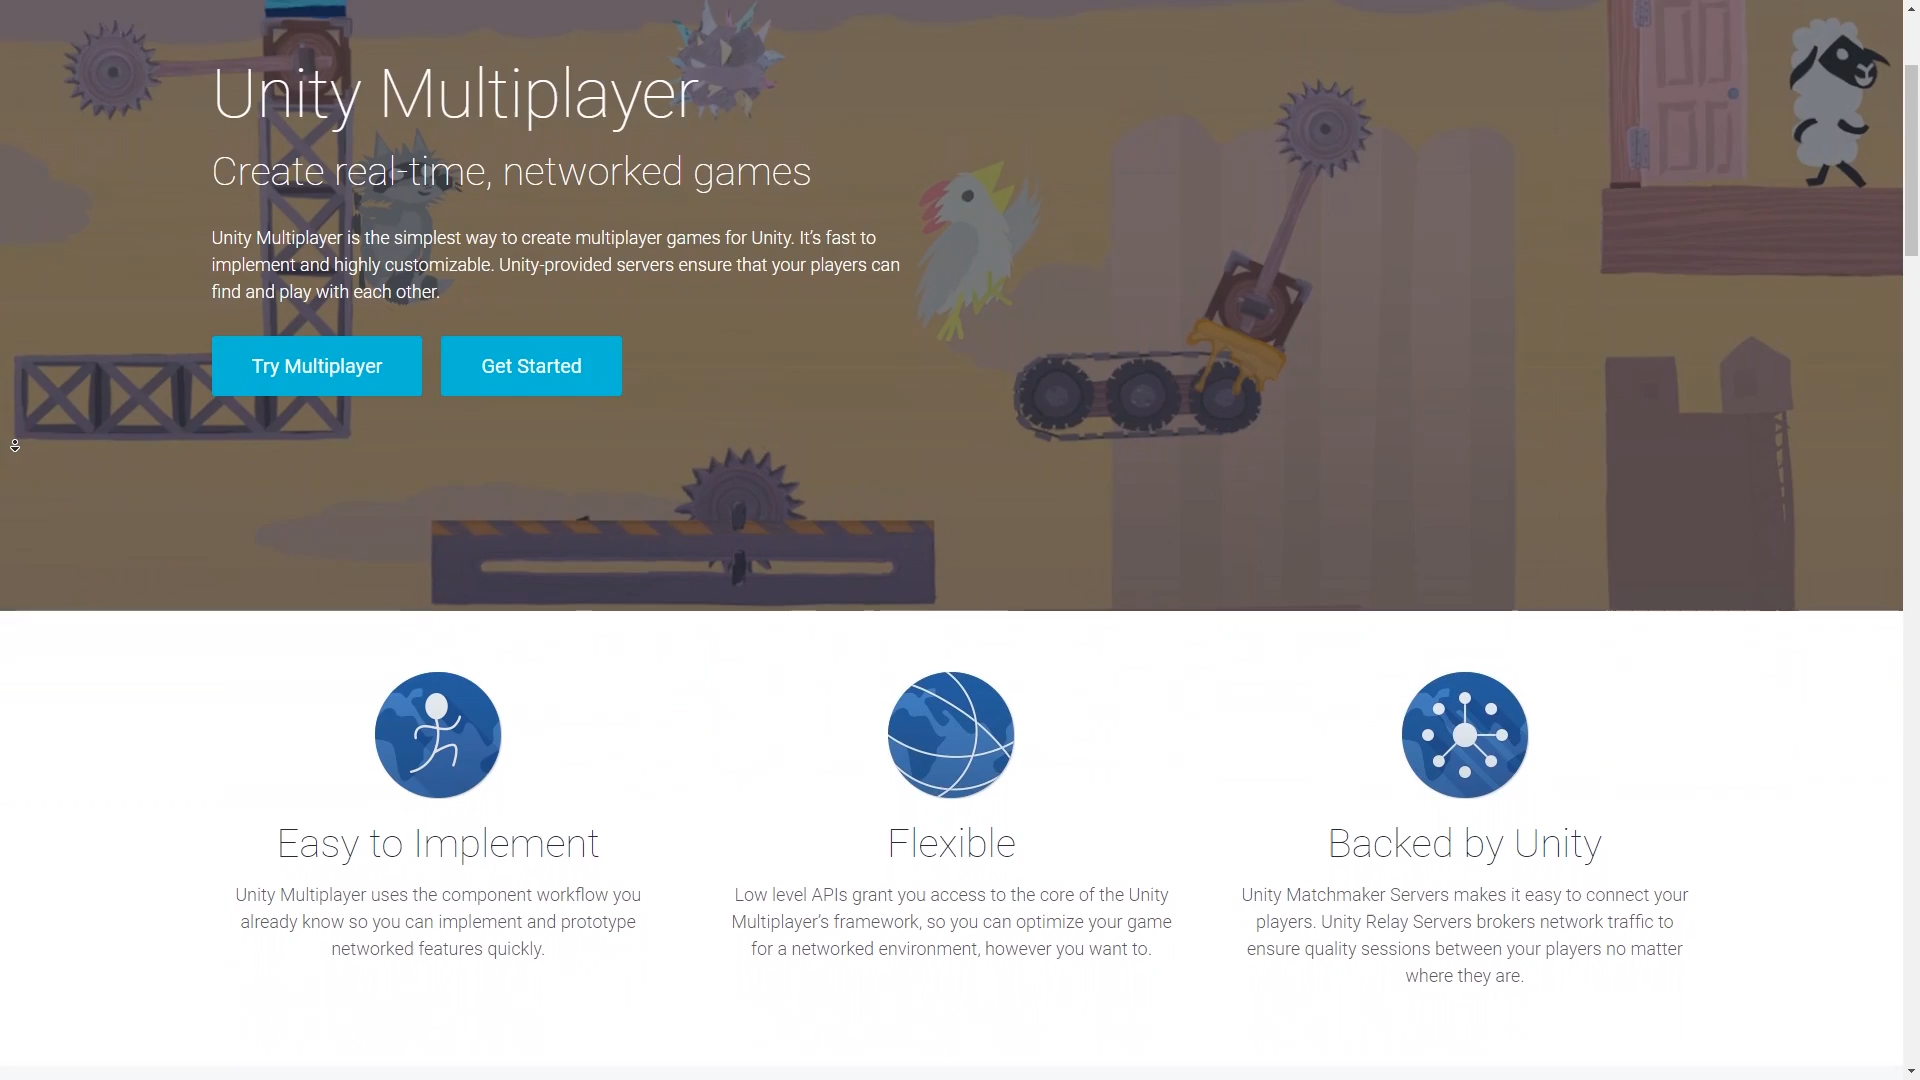 Unity Multiplayer
Create real-time, networked games
Unity Multiplayer is the simplest way to create multiplayer games for Unity. It’s fast to
implement and highly customizable. Unity-provided servers ensure that your players can
find and play with each other.
Try Multiplayer
Get Started
Easy to Implement
Unity Multiplayer uses the component workflow you
already know so you can implement and prototype
networked features quickly.
Flexible
Low level APIs grant you access to the core of the Unity
Multiplayer’s framework, so you can optimize your game
for a networked environment, however you want to.
Backed by Unity
Unity Matchmaker Servers makes it easy to connect your
players. Unity Relay Servers brokers network traffic to
ensure quality sessions between your players no matter
where they are.